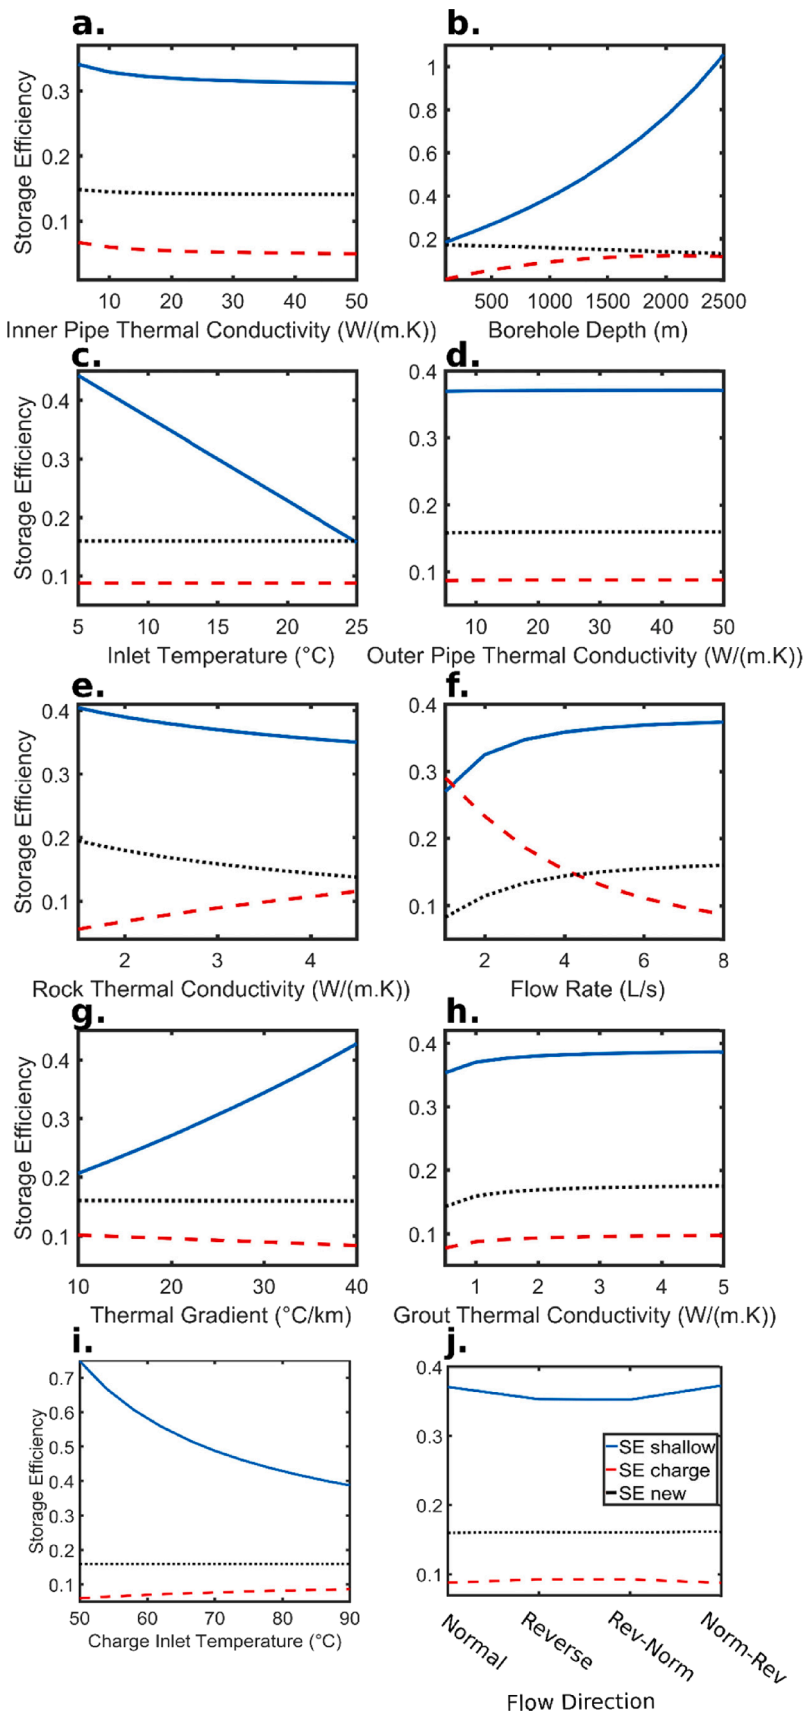 a.
Storage Efficiency
0.3
0.2
0.1
10 20 30 40 50
Inner Pipe Thermal Conductivity (W/(m.K))
b.
1
0.8
0.6
0.4
0.2
500 1000 1500 2000 2500
Borehole Depth (m)
c.
Storage Efficiency
0.4
0.3
0.2
0.1
5 10 15 20 25
Inlet Temperature (°C)
d.
0.4
0.3
0.2
0.1
10 20 30 40 50
Outer Pipe Thermal Conductivity (W/(m.K))
e.
Storage Efficiency
0.4
0.3
0.2
0.1
2 3 4
Rock Thermal Conductivity (W/(m.K))
f.
0.4
0.3
0.2
0.1
2 4 6 8
Flow Rate (L/s)
g.
Storage Efficiency
0.4
0.3
0.2
0.1
10 20 30 40
Thermal Gradient (°C/km)
h.
0.4
0.3
0.2
0.1
1 2 3 4 5
Grout Thermal Conductivity (W/(m.K))
i.
Storage Efficiency
0.7
0.6
0.5
0.4
0.3
0.2
0.1
50 60 70 80 90
Charge Inlet Temperature (°C)
j.
0.4
0.3
0.2
0.1
SE shallow
SE charge
SE new
Normal
Reverse
Rev-Norm
Norm-Rev
Flow Direction